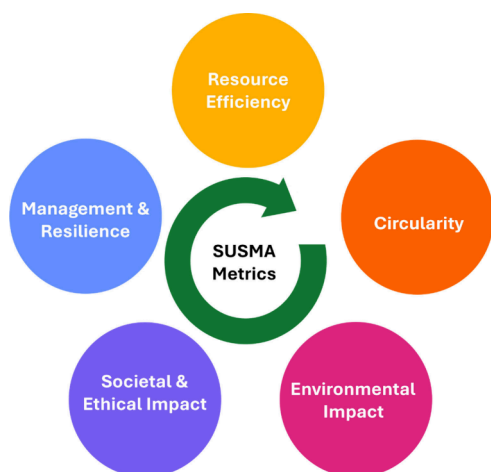 Resource
Efficiency
Management &
Resilience
Circularity
SUSMA
Metrics
Societal &
Ethical Impact
Environmental
Impact